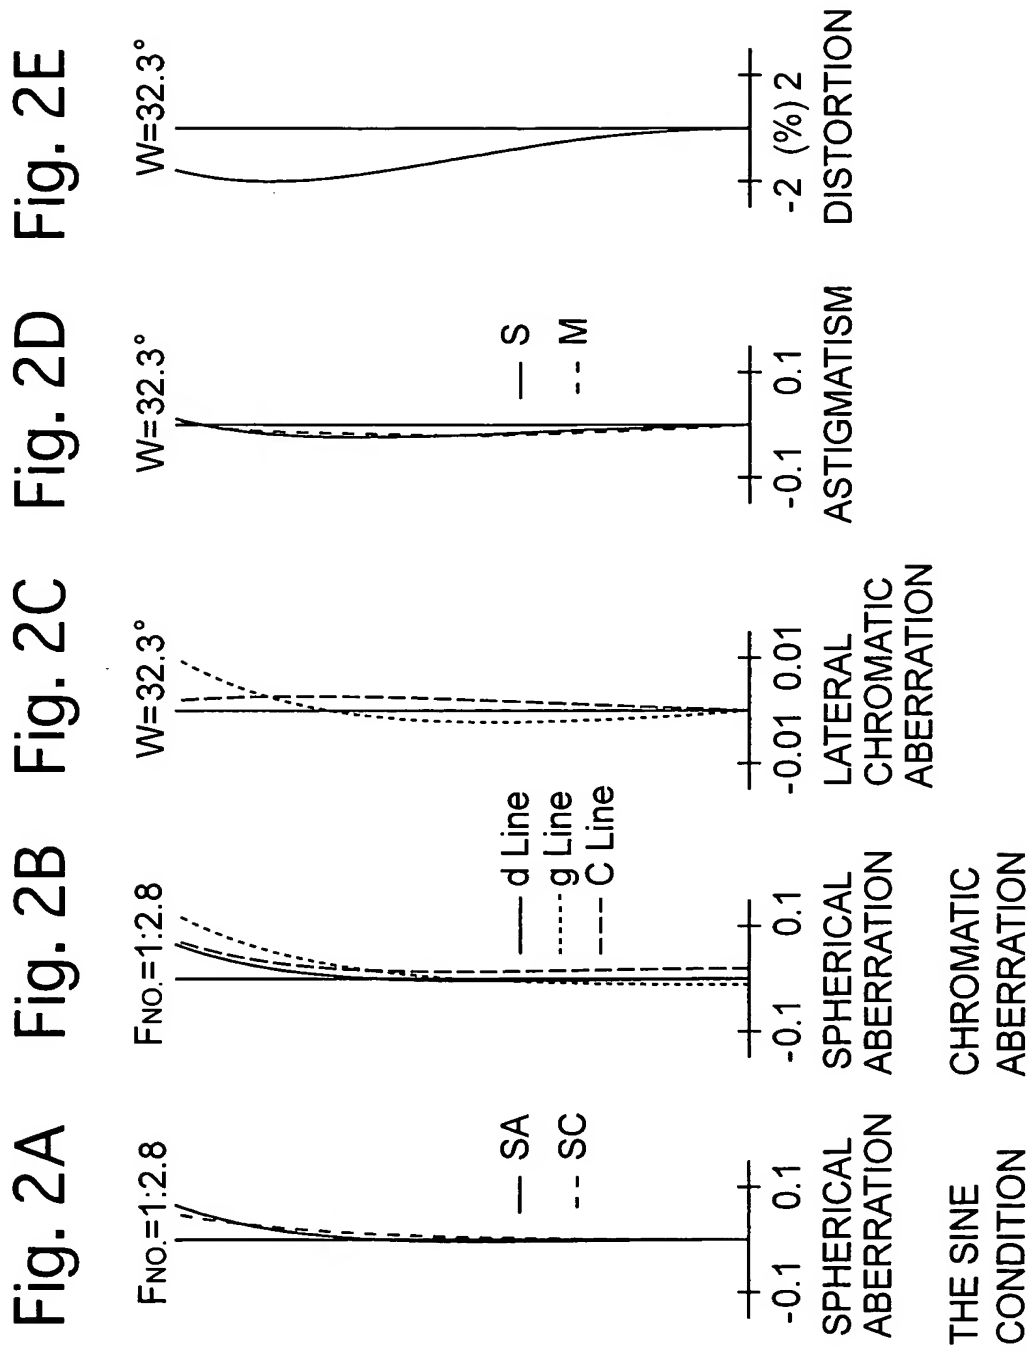 Fig. 2A
FNO.=1:2.8
SA
SC
-0.1
0.1
SPHERICAL
ABERRATION
THE SINE
CONDITION
Fig. 2B
FNO.=1:2.8
d Line
g Line
C Line
-0.1
0.1
SPHERICAL
ABERRATION
CHROMATIC
ABERRATION
Fig. 2C
W=32.3°
-0.01
0.01
LATERAL
CHROMATIC
ABERRATION
Fig. 2D
W=32.3°
S
M
-0.1
0.1
ASTIGMATISM
Fig. 2E
W=32.3°
-2 (%) 2
DISTORTION